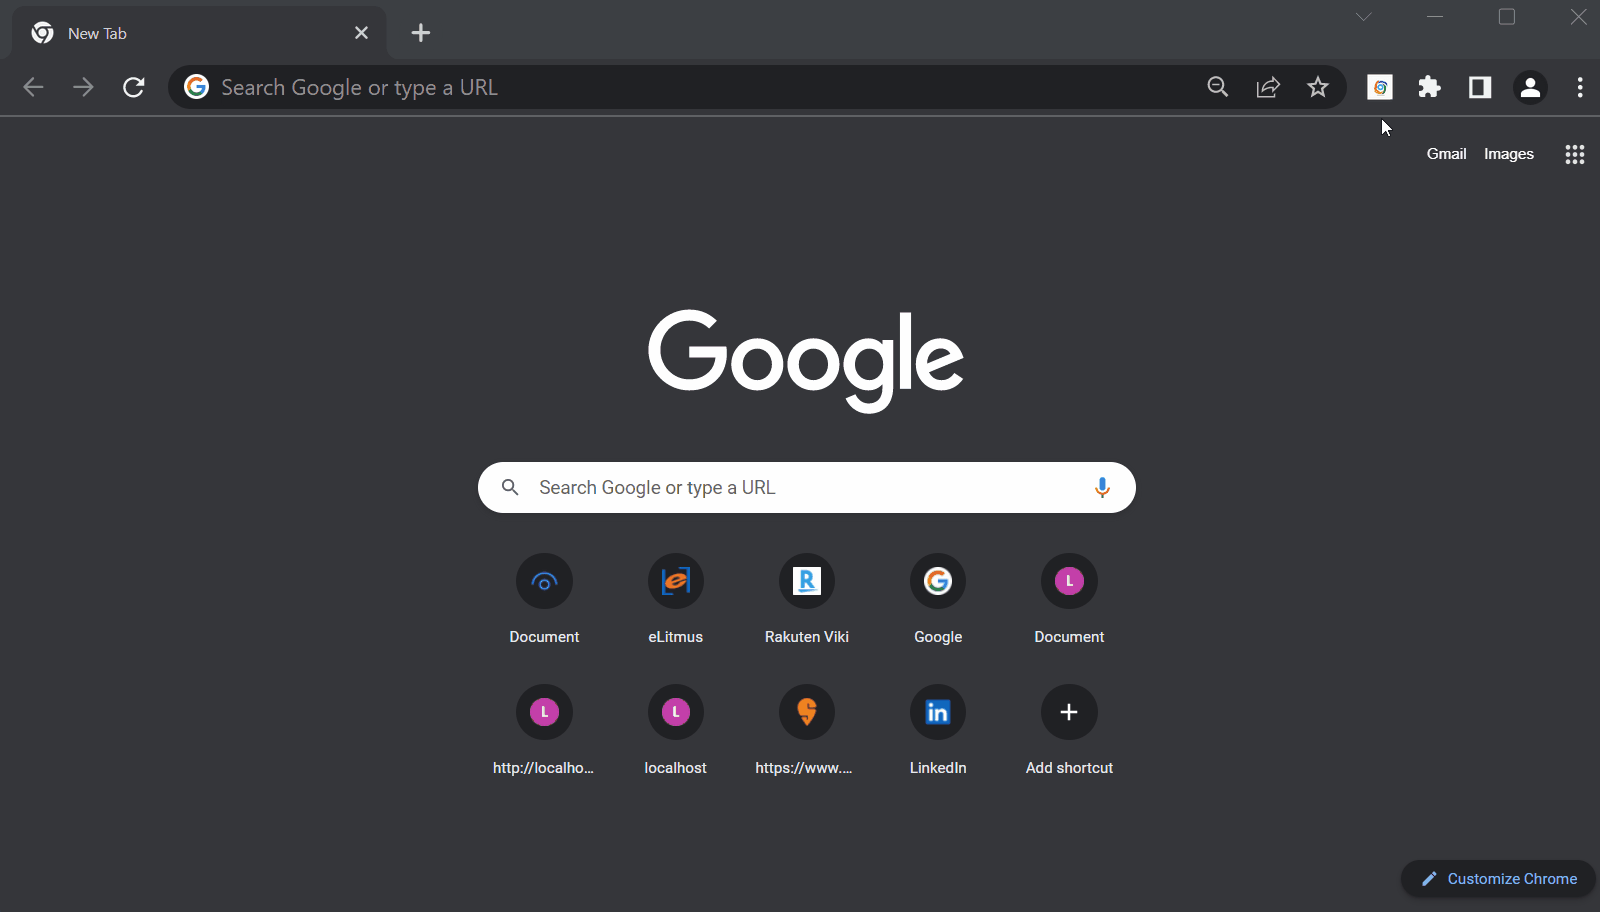 New Tab
Search Google or type a URL
Gmail Images
Google
Search Google or type a URL
Document eLitmus Rakuten Viki Google Document
http://localho... localhost https://www.... LinkedIn Add shortcut
Customize Chrome